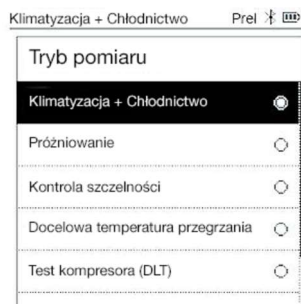 Klimatyzacja + Chłodnictwo Prel
Tryb pomiaru
Klimatyzacja + Chłodnictwo
Próżniowanie
Kontrola szczelności
Docelowa temperatura przegrzania
Test kompresora (DLT)